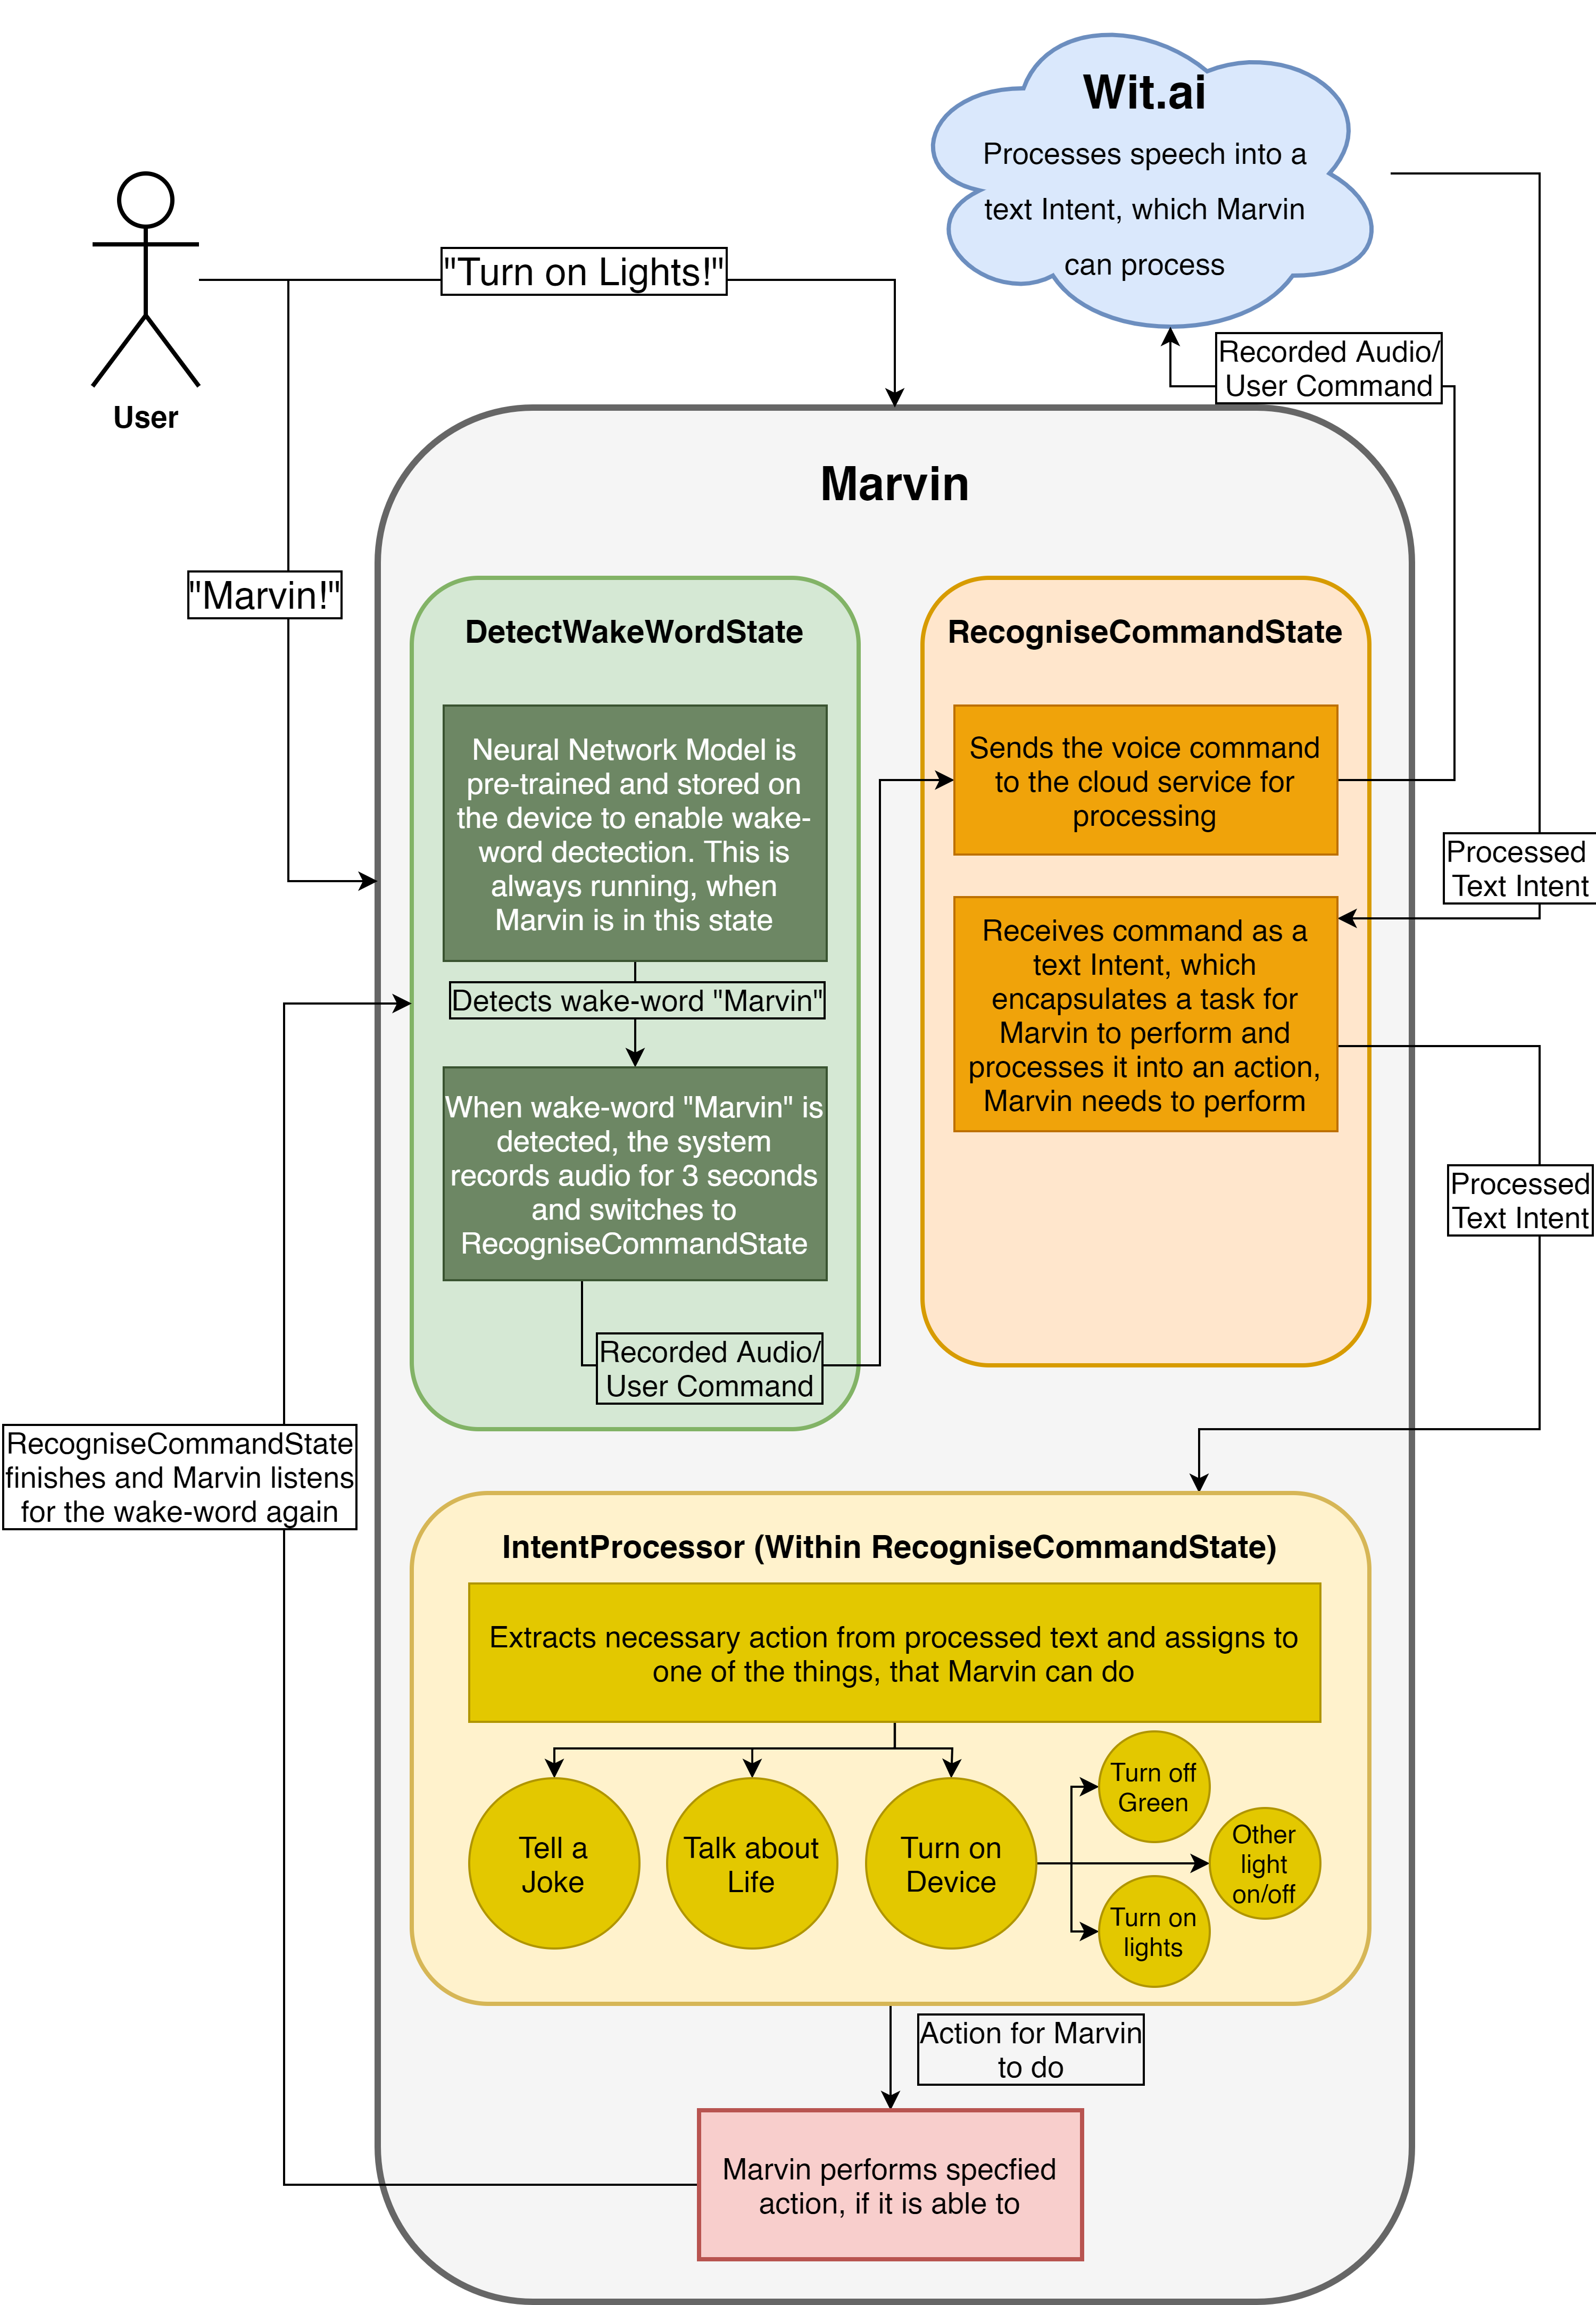 Wit.ai
Processes speech into a
text Intent, which Marvin
can process
"Turn on Lights!"
Recorded Audio/
User Command
User
Marvin
"Marvin!"
DetectWakeWordState
Neural Network Model is
pre-trained and stored on
the device to enable wake-
word dectection. This is
always running, when
Marvin is in this state
Detects wake-word "Marvin"
When wake-word "Marvin" is
detected, the system
records audio for 3 seconds
and switches to
RecogniseCommandState
Recorded Audio/
User Command
RecogniseCommandState
Sends the voice command
to the cloud service for
processing
Processed
Text Intent
Receives command as a
text Intent, which
encapsulates a task for
Marvin to perform and
processes it into an action,
Marvin needs to perform
Processed
Text Intent
RecogniseCommandState
finishes and Marvin listens
for the wake-word again
IntentProcessor (Within RecogniseCommandState)
Extracts necessary action from processed text and assigns to
one of the things, that Marvin can do
Tell a
Joke
Talk about
Life
Turn on
Device
Turn off
Green
Other
light
on/off
Turn on
lights
Action for Marvin
to do
Marvin performs specfied
action, if it is able to